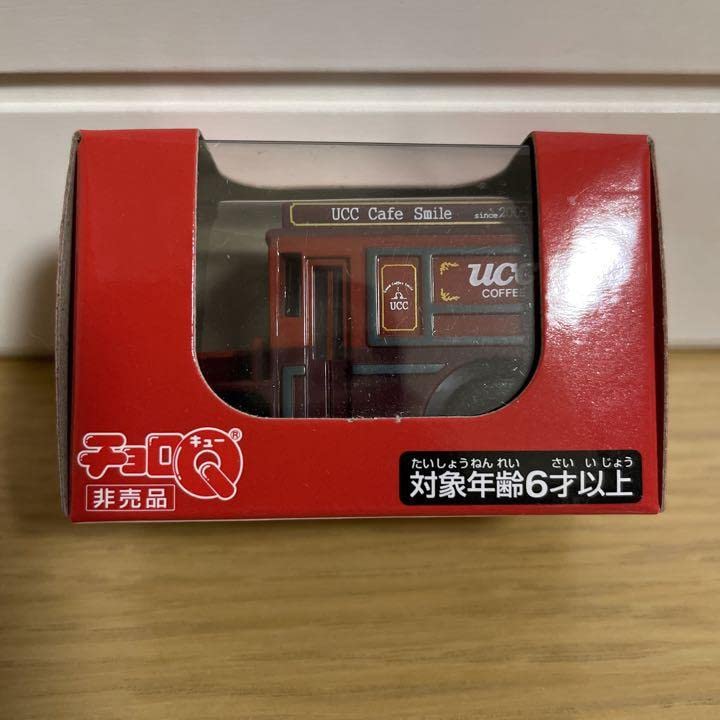 UCC Cafe Smile since 2005
ucc
COFFEE
UCC
チョロQ®
キュー
非売品
たいしょうねんれい さい いじょう
対象年齢6才以上